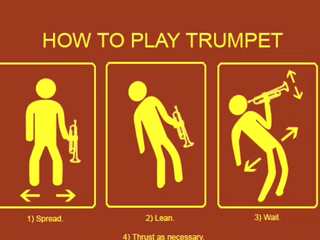 HOW TO PLAY TRUMPET
1) Spread.
2) Lean.
3) Wail.
4) Thrust as necessary.